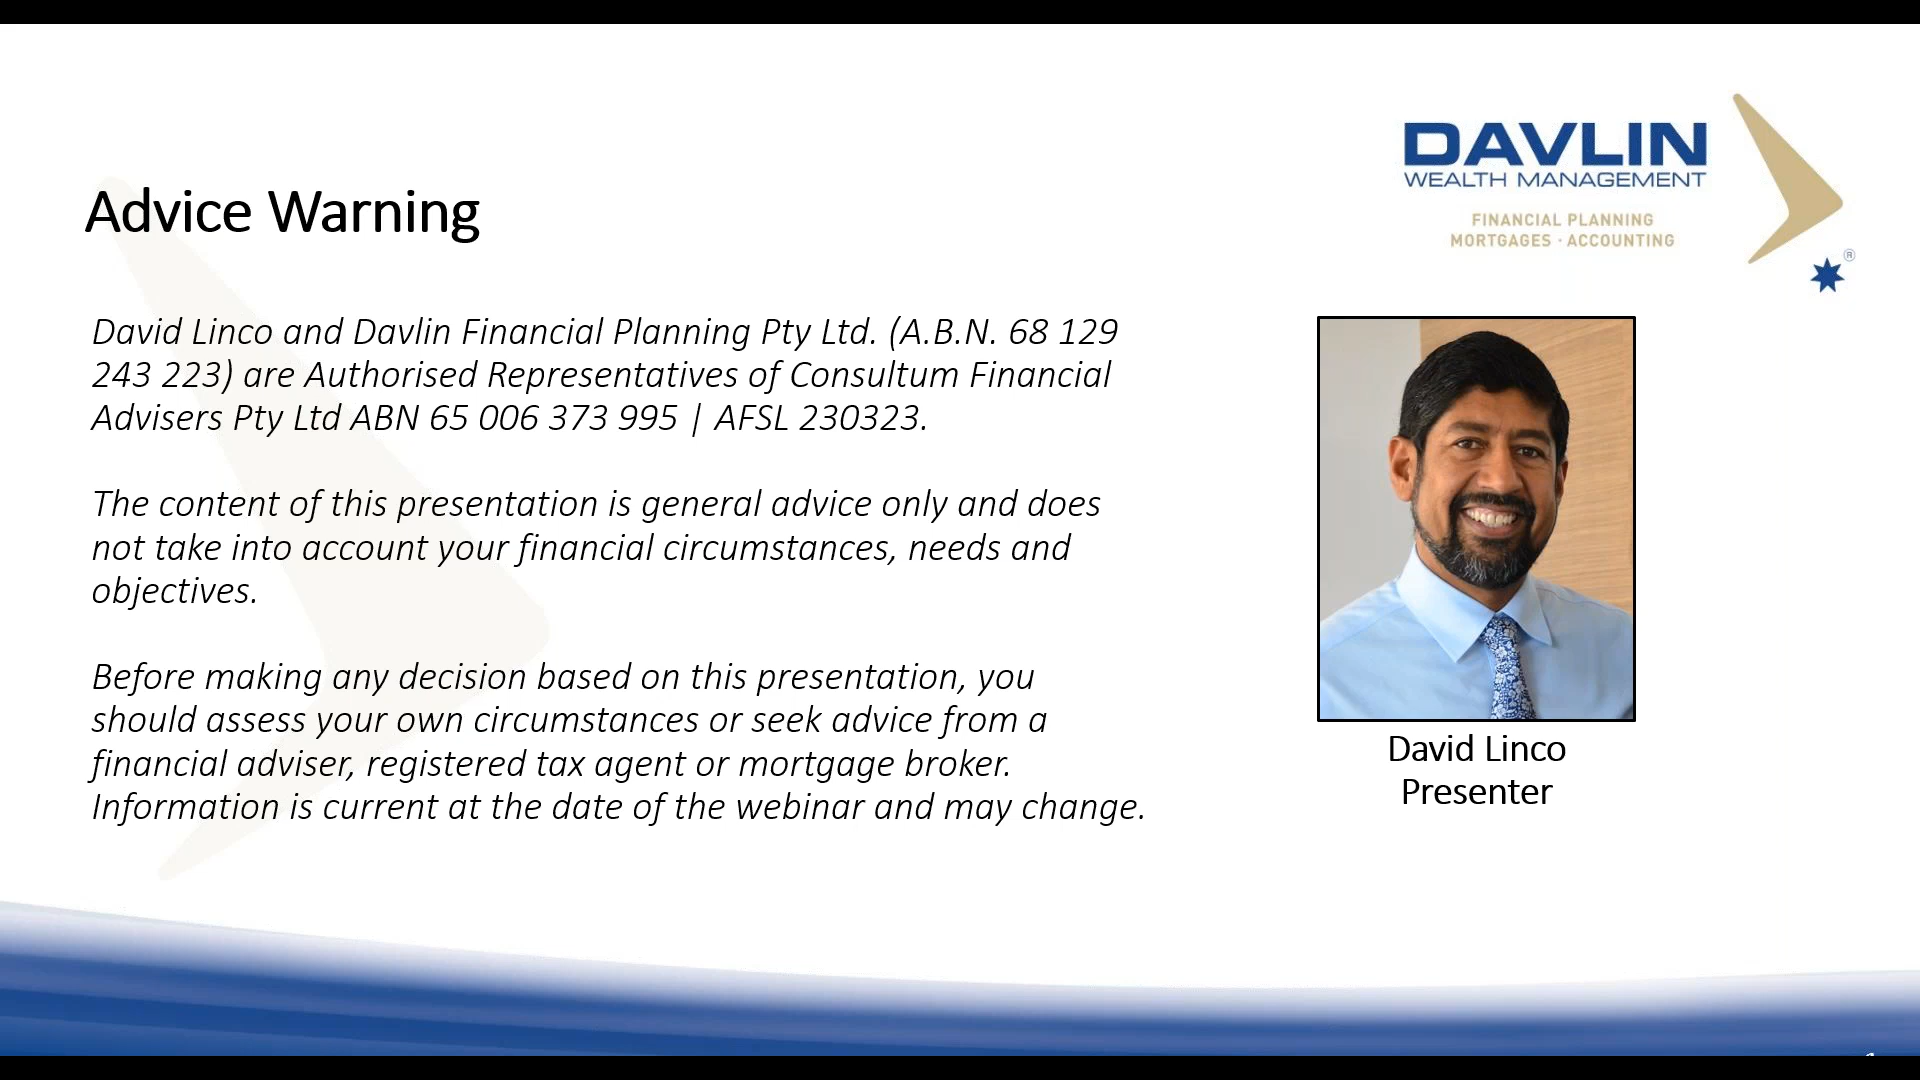 DAVLIN
WEALTH MANAGEMENT
FINANCIAL PLANNING
MORTGAGES · ACCOUNTING
®
Advice Warning
David Linco and Davlin Financial Planning Pty Ltd. (A.B.N. 68 129
243 223) are Authorised Representatives of Consultum Financial
Advisers Pty Ltd ABN 65 006 373 995 | AFSL 230323.
The content of this presentation is general advice only and does
not take into account your financial circumstances, needs and
objectives.
Before making any decision based on this presentation, you
should assess your own circumstances or seek advice from a
financial adviser, registered tax agent or mortgage broker.
Information is current at the date of the webinar and may change.
David Linco
Presenter